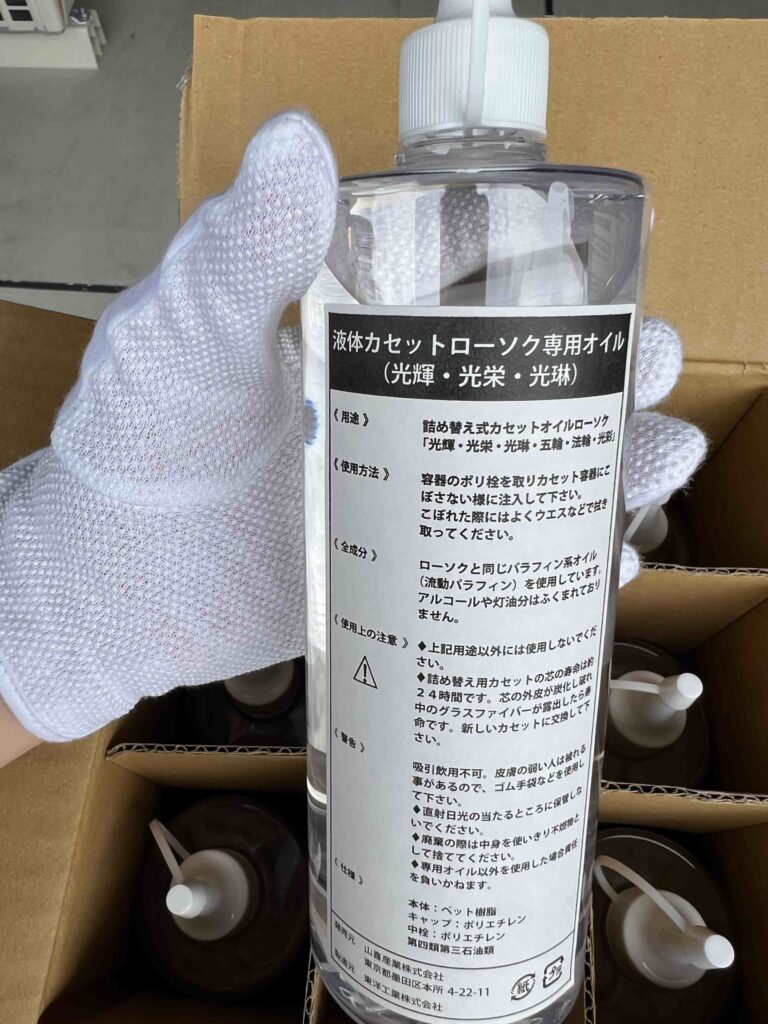 液体カセットローソク専用オイル
（光輝・光栄・光琳）
《 用途 》
詰め替え式カセットオイルローソク
「光輝・光栄・光琳・五輪・法輪・光彩」
《 使用方法 》
容器のポリ栓を取りカセット容器にこ
ぼさない様に注入して下さい。
こぼれた際にはよくウエスなどで拭き
取ってください。
《 全成分 》
ローソクと同じパラフィン系オイル
（流動パラフィン）を使用しています。
アルコールや灯油分はふくまれており
ません。
《 使用上の注意 》
◆上記用途以外には使用しないでくだ
さい。
◆詰め替え用カセットの芯の寿命は約
２４時間です。芯の外皮が炭化し破れ
中のグラスファイバーが露出したら寿
命です。新しいカセットに交換して下
さい。
《 警告 》
吸引飲用不可。皮膚の弱い人は被れる
事があるので、ゴム手袋などを使用し
て下さい。
◆直射日光の当たるところに保管しな
いでください。
◆廃棄の際は中身を使いきり不燃物と
して捨ててください。
◆専用オイル以外を使用した場合責任
を負いかねます。
《 仕様 》
本体：ペット樹脂
キャップ：ポリエチレン
中栓：ポリエチレン
第四類第三石油類
発売元 山喜産業株式会社
東京都墨田区本所 4-22-11
製造元 東洋工業株式会社
紙
プラ